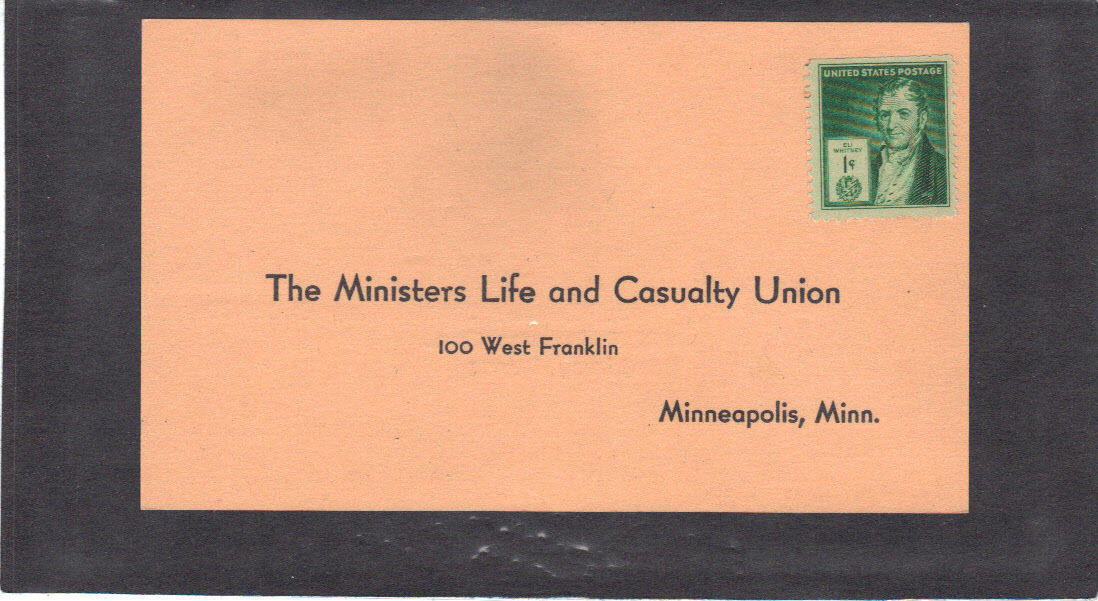 UNITED STATES POSTAGE
ELI
WHITNEY
1¢
The Ministers Life and Casualty Union
100 West Franklin
Minneapolis, Minn.